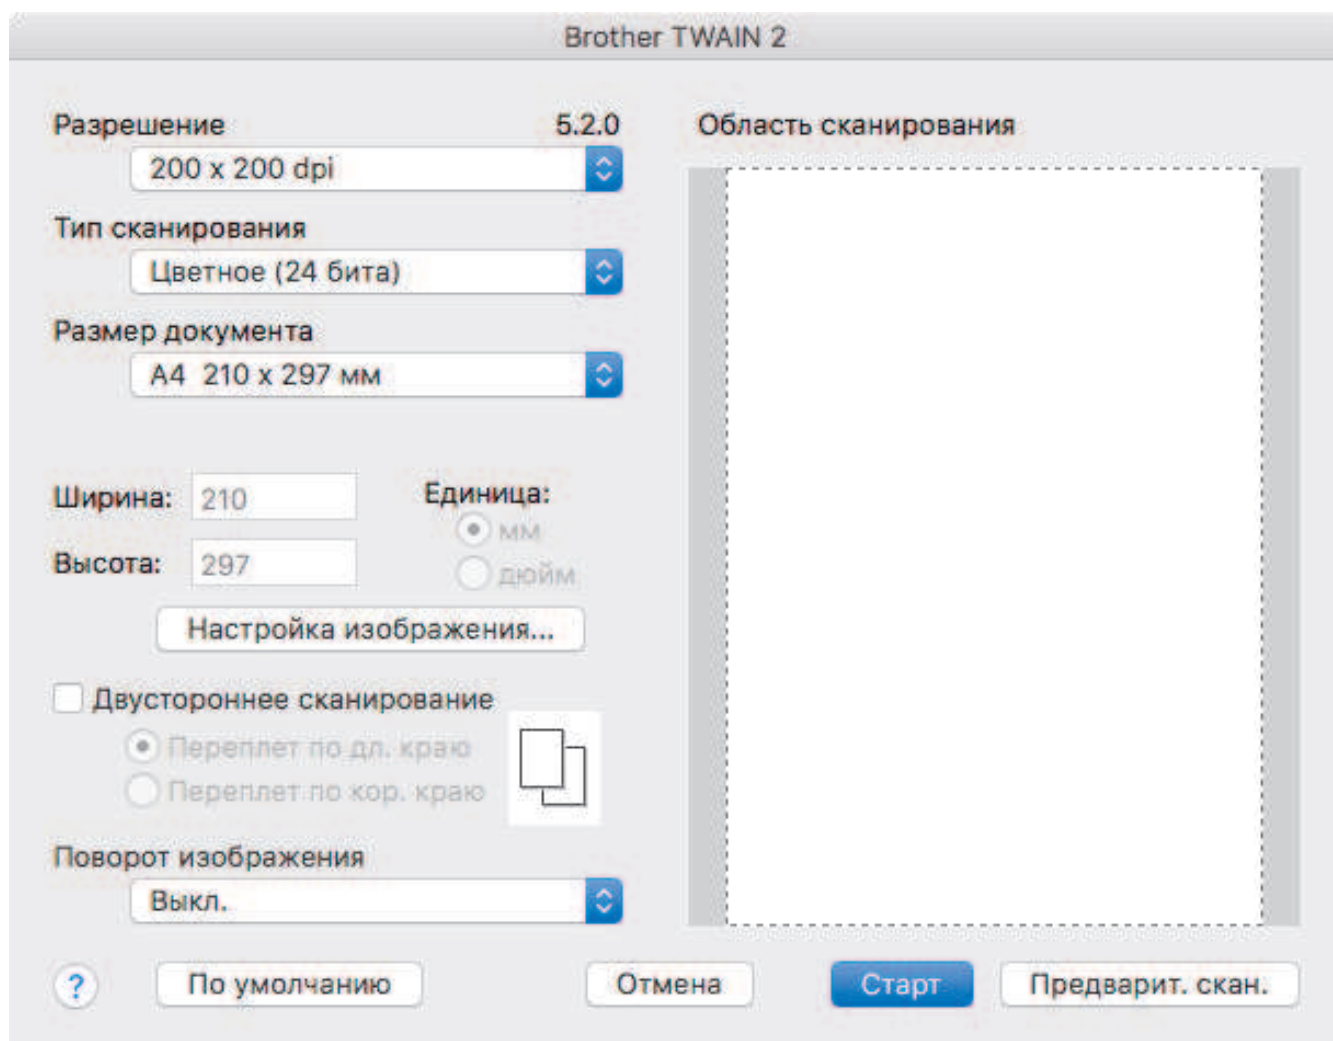 Brother TWAIN 2
Разрешение 5.2.0
200 x 200 dpi
Тип сканирования
Цветное (24 бита)
Размер документа
A4 210 x 297 мм
Ширина: 210
Высота: 297
Единица:
мм
дюйм
Настройка изображения...
Двустороннее сканирование
Переплет по дл. краю
Переплет по кор. краю
Поворот изображения
Выкл.
Область сканирования
?
По умолчанию
Отмена
Старт
Предварит. скан.